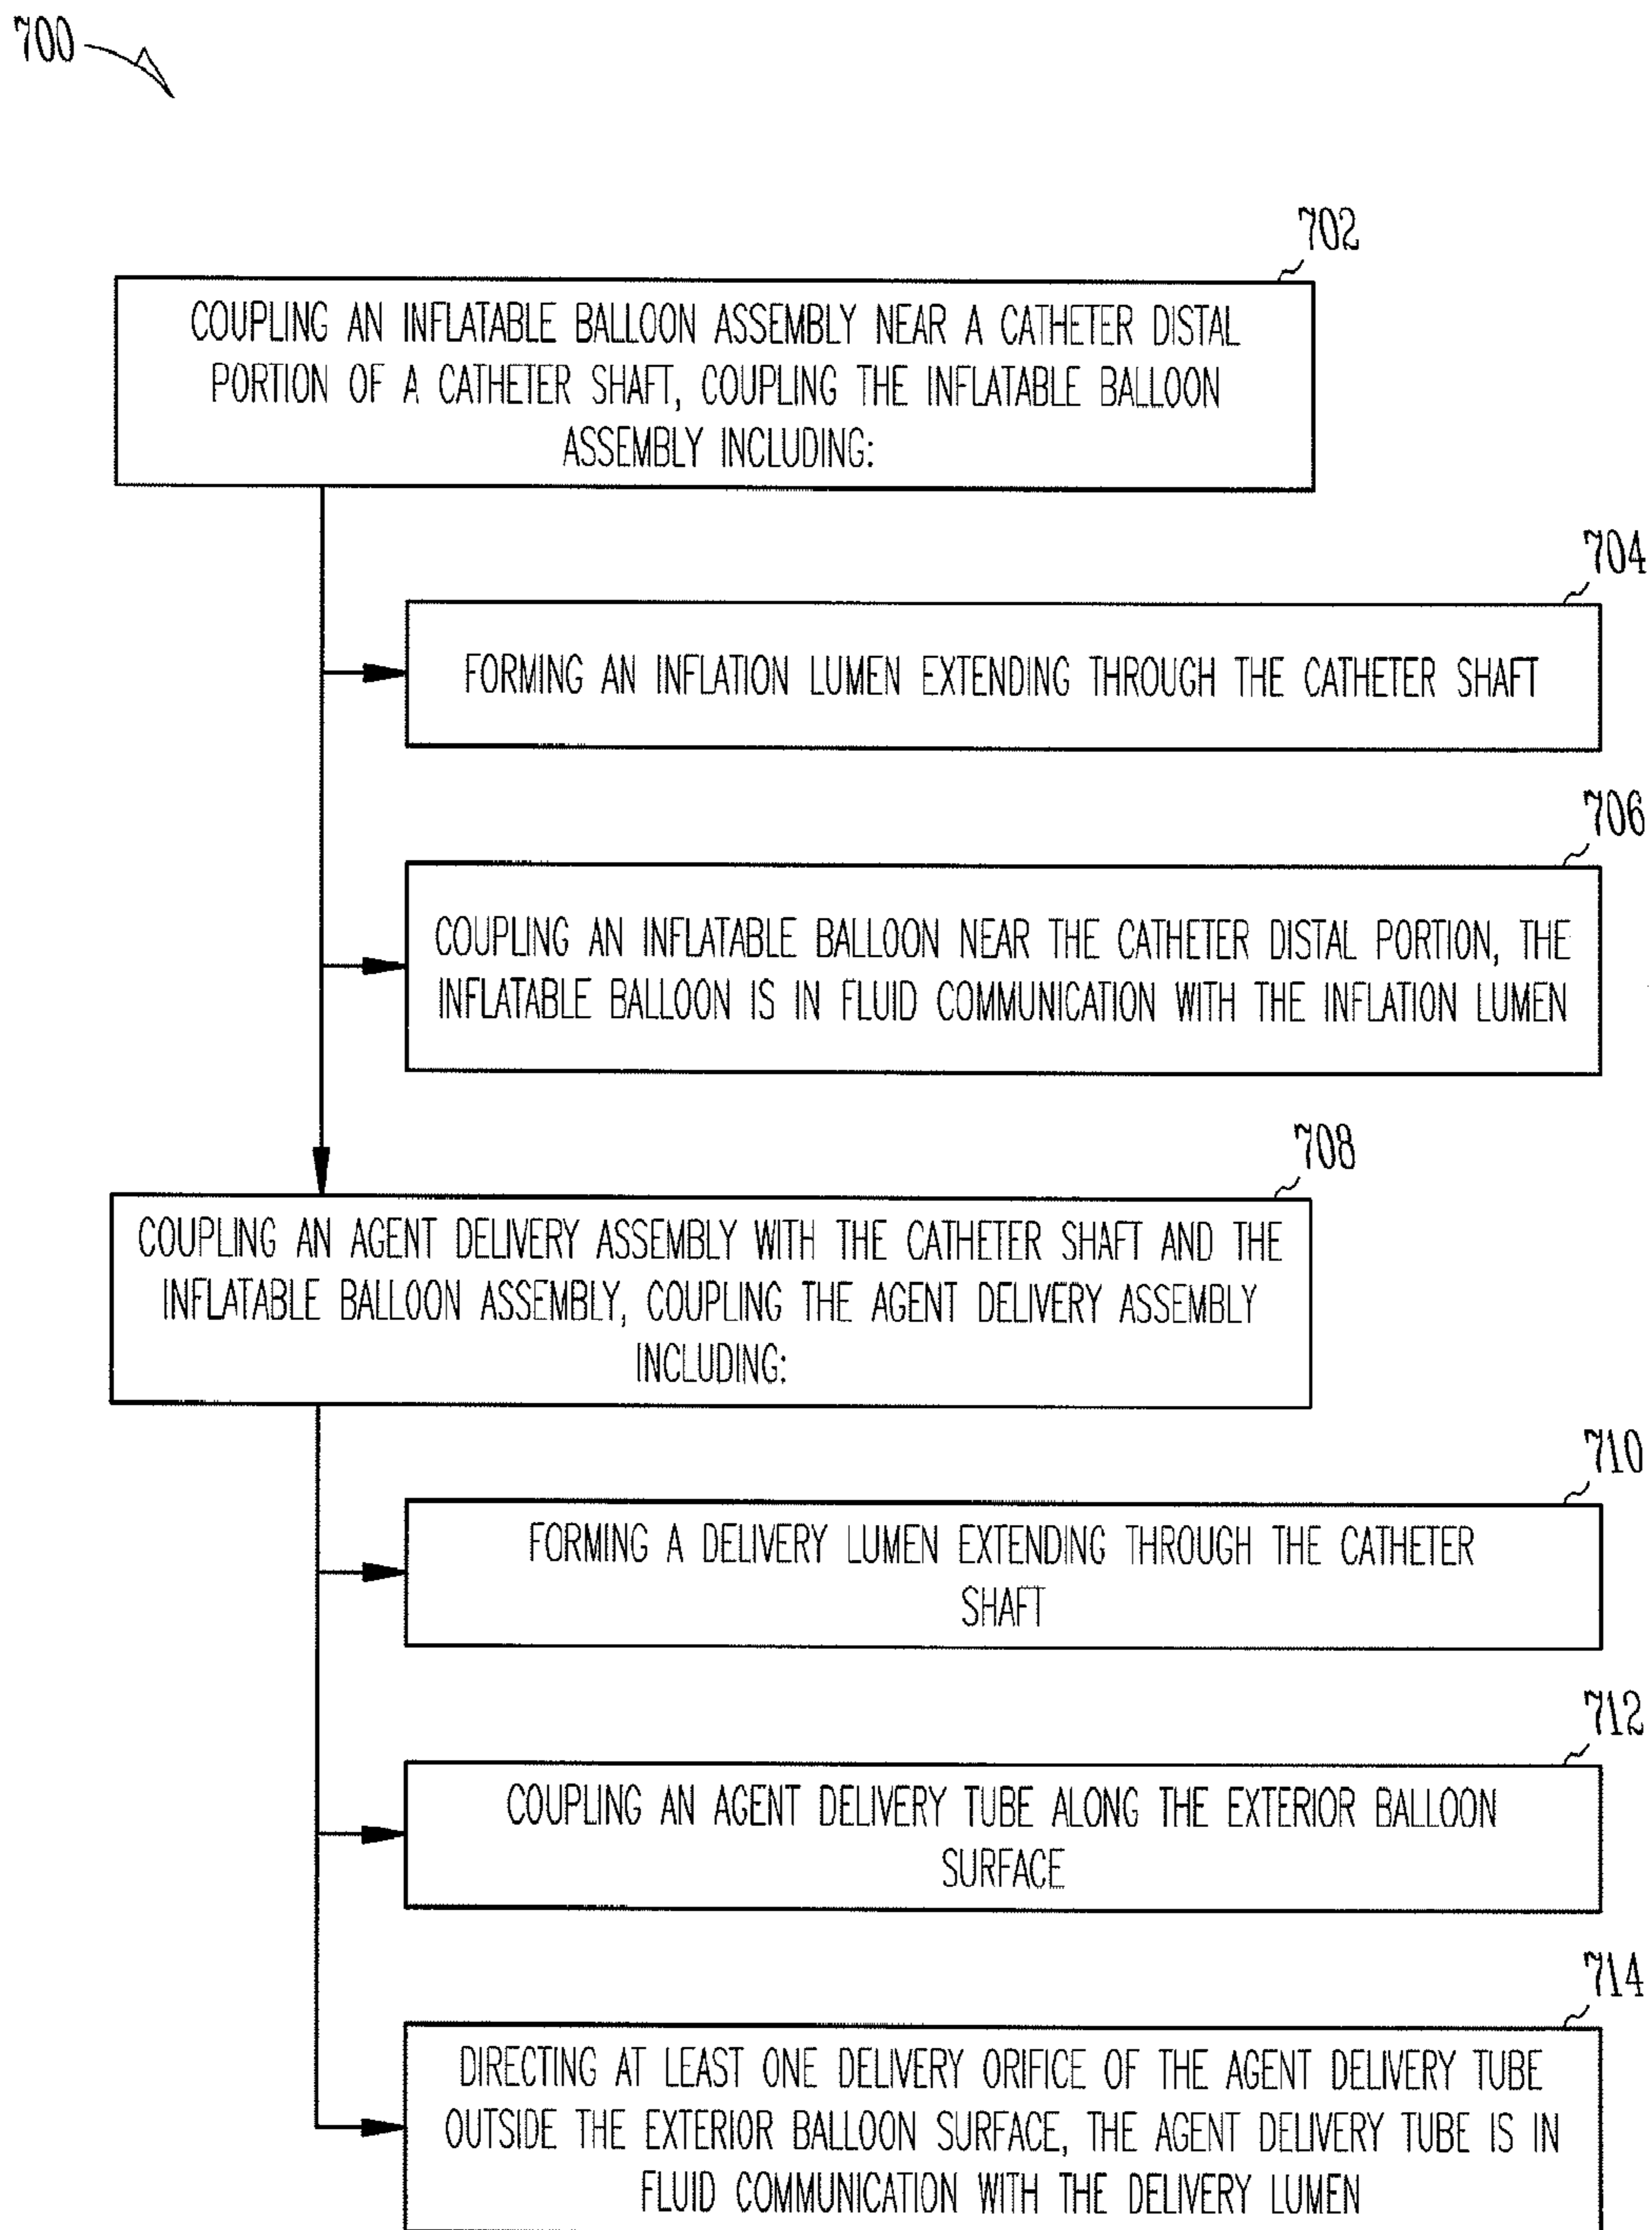 700
702
COUPLING AN INFLATABLE BALLOON ASSEMBLY NEAR A CATHETER DISTAL
PORTION OF A CATHETER SHAFT, COUPLING THE INFLATABLE BALLOON
ASSEMBLY INCLUDING:
704
FORMING AN INFLATION LUMEN EXTENDING THROUGH THE CATHETER SHAFT
706
COUPLING AN INFLATABLE BALLOON NEAR THE CATHETER DISTAL PORTION, THE
INFLATABLE BALLOON IS IN FLUID COMMUNICATION WITH THE INFLATION LUMEN
708
COUPLING AN AGENT DELIVERY ASSEMBLY WITH THE CATHETER SHAFT AND THE
INFLATABLE BALLOON ASSEMBLY, COUPLING THE AGENT DELIVERY ASSEMBLY
INCLUDING:
710
FORMING A DELIVERY LUMEN EXTENDING THROUGH THE CATHETER
SHAFT
712
COUPLING AN AGENT DELIVERY TUBE ALONG THE EXTERIOR BALLOON
SURFACE
714
DIRECTING AT LEAST ONE DELIVERY ORIFICE OF THE AGENT DELIVERY TUBE
OUTSIDE THE EXTERIOR BALLOON SURFACE, THE AGENT DELIVERY TUBE IS IN
FLUID COMMUNICATION WITH THE DELIVERY LUMEN